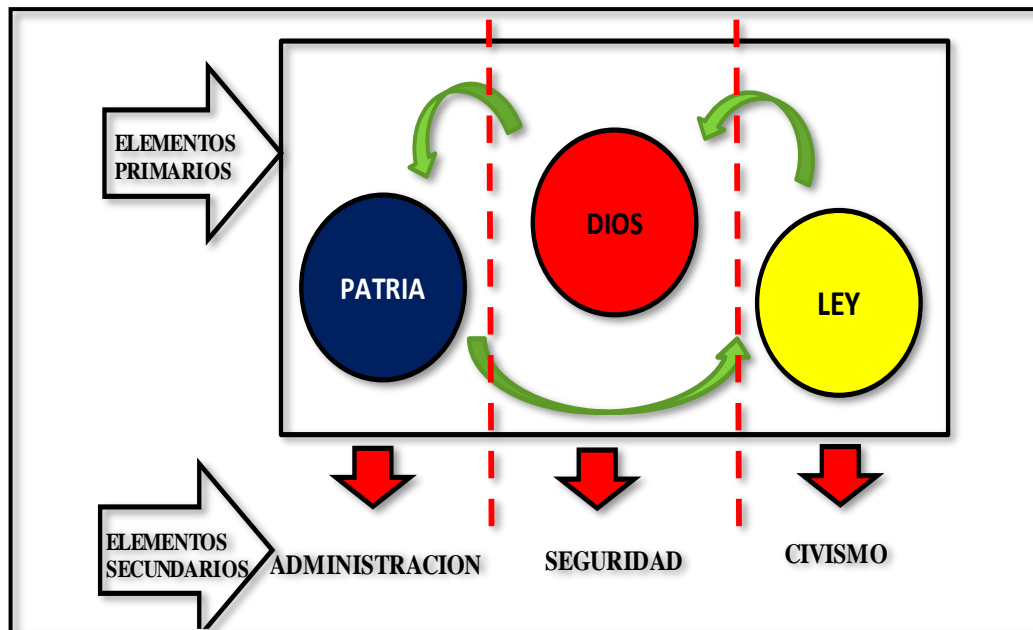 ELEMENTOS
PRIMARIOS
DIOS
PATRIA
LEY
ELEMENTOS
SECUNDARIOS
ADMINISTRACION
SEGURIDAD
CIVISMO